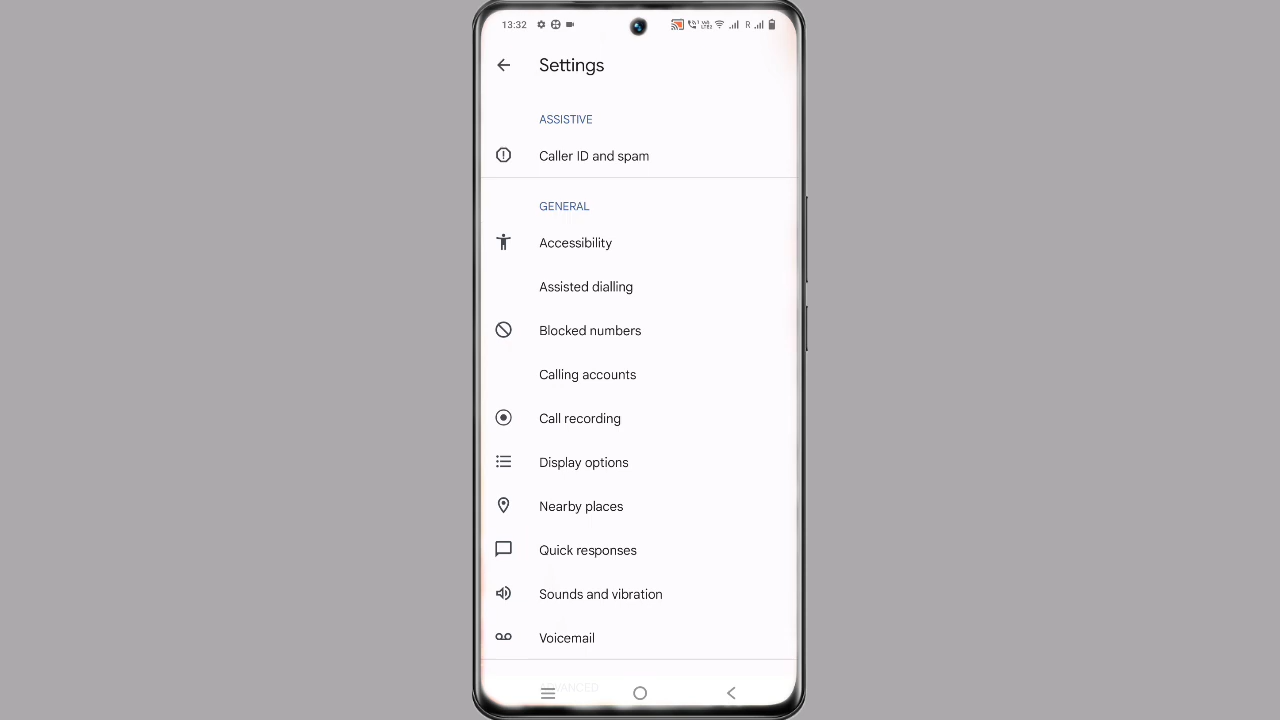 13:32
R
Settings
ASSISTIVE
Caller ID and spam
GENERAL
Accessibility
Assisted dialling
Blocked numbers
Calling accounts
Call recording
Display options
Nearby places
Quick responses
Sounds and vibration
Voicemail
ADVANCED